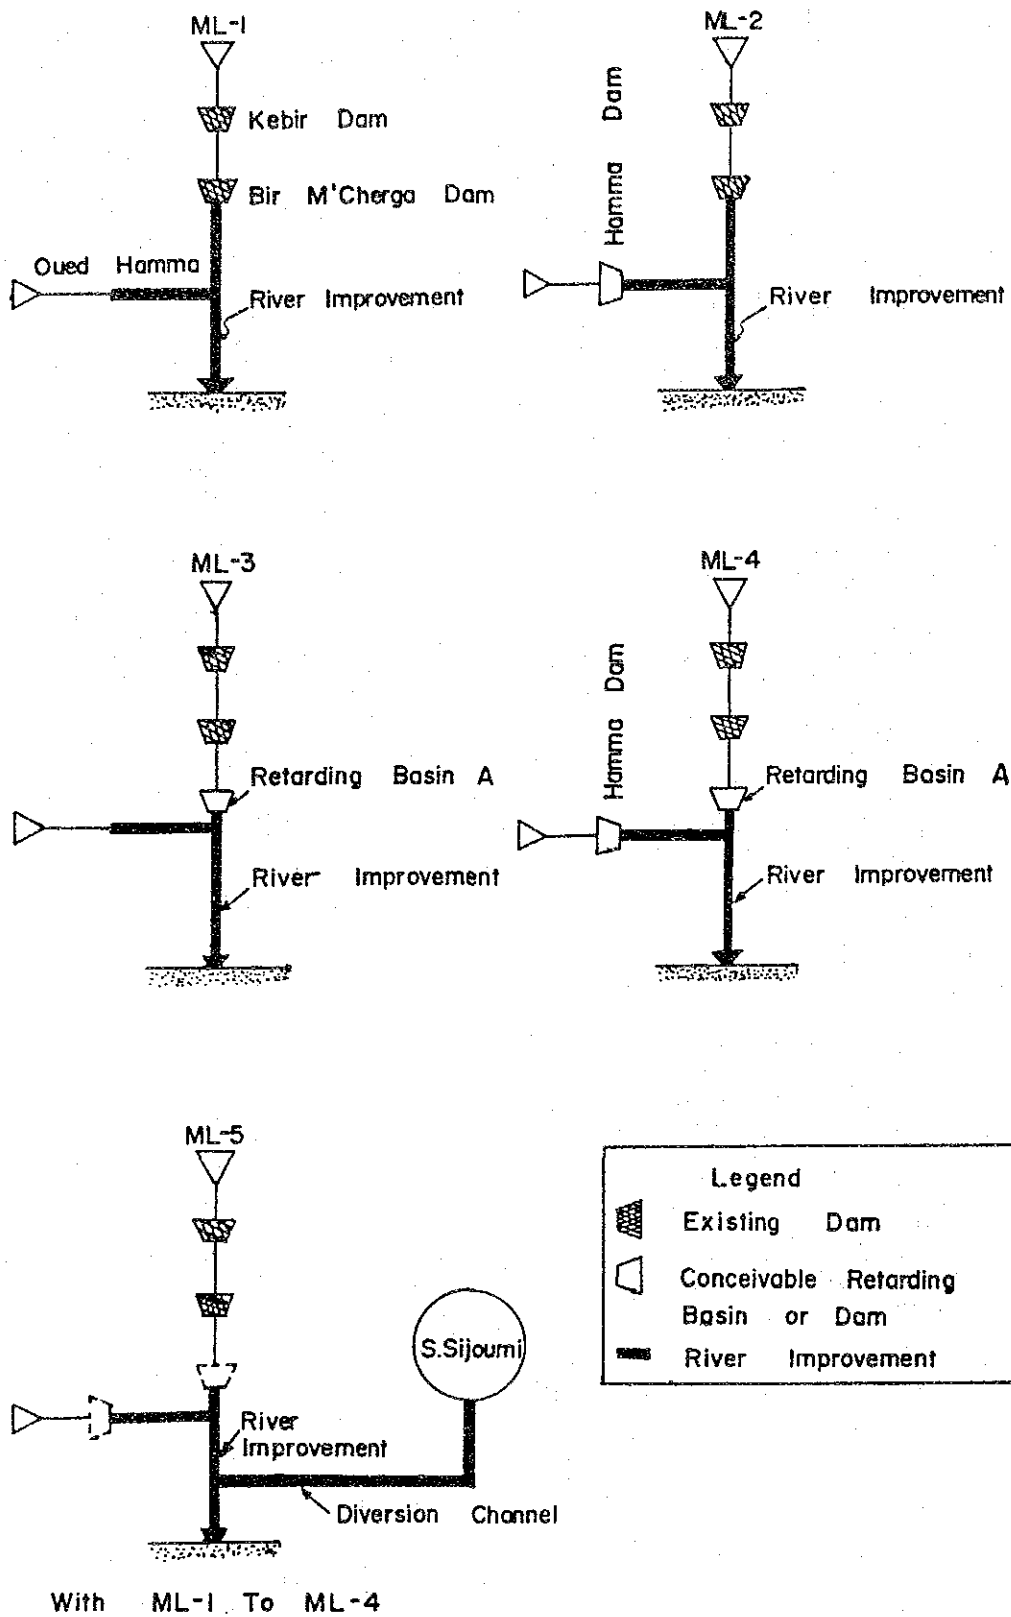 ML-1
Kebir Dam
Bir M'Cherga Dam
Oued Hamma
River Improvement
ML-2
Hamma Dam
River Improvement
ML-3
Retarding Basin A
River Improvement
ML-4
Hamma Dam
Retarding Basin A
River Improvement
ML-5
S.Sijoumi
River
Improvement
Diversion Channel
With ML-1 To ML-4
Legend
Existing Dam
Conceivable Retarding
Basin or Dam
River Improvement